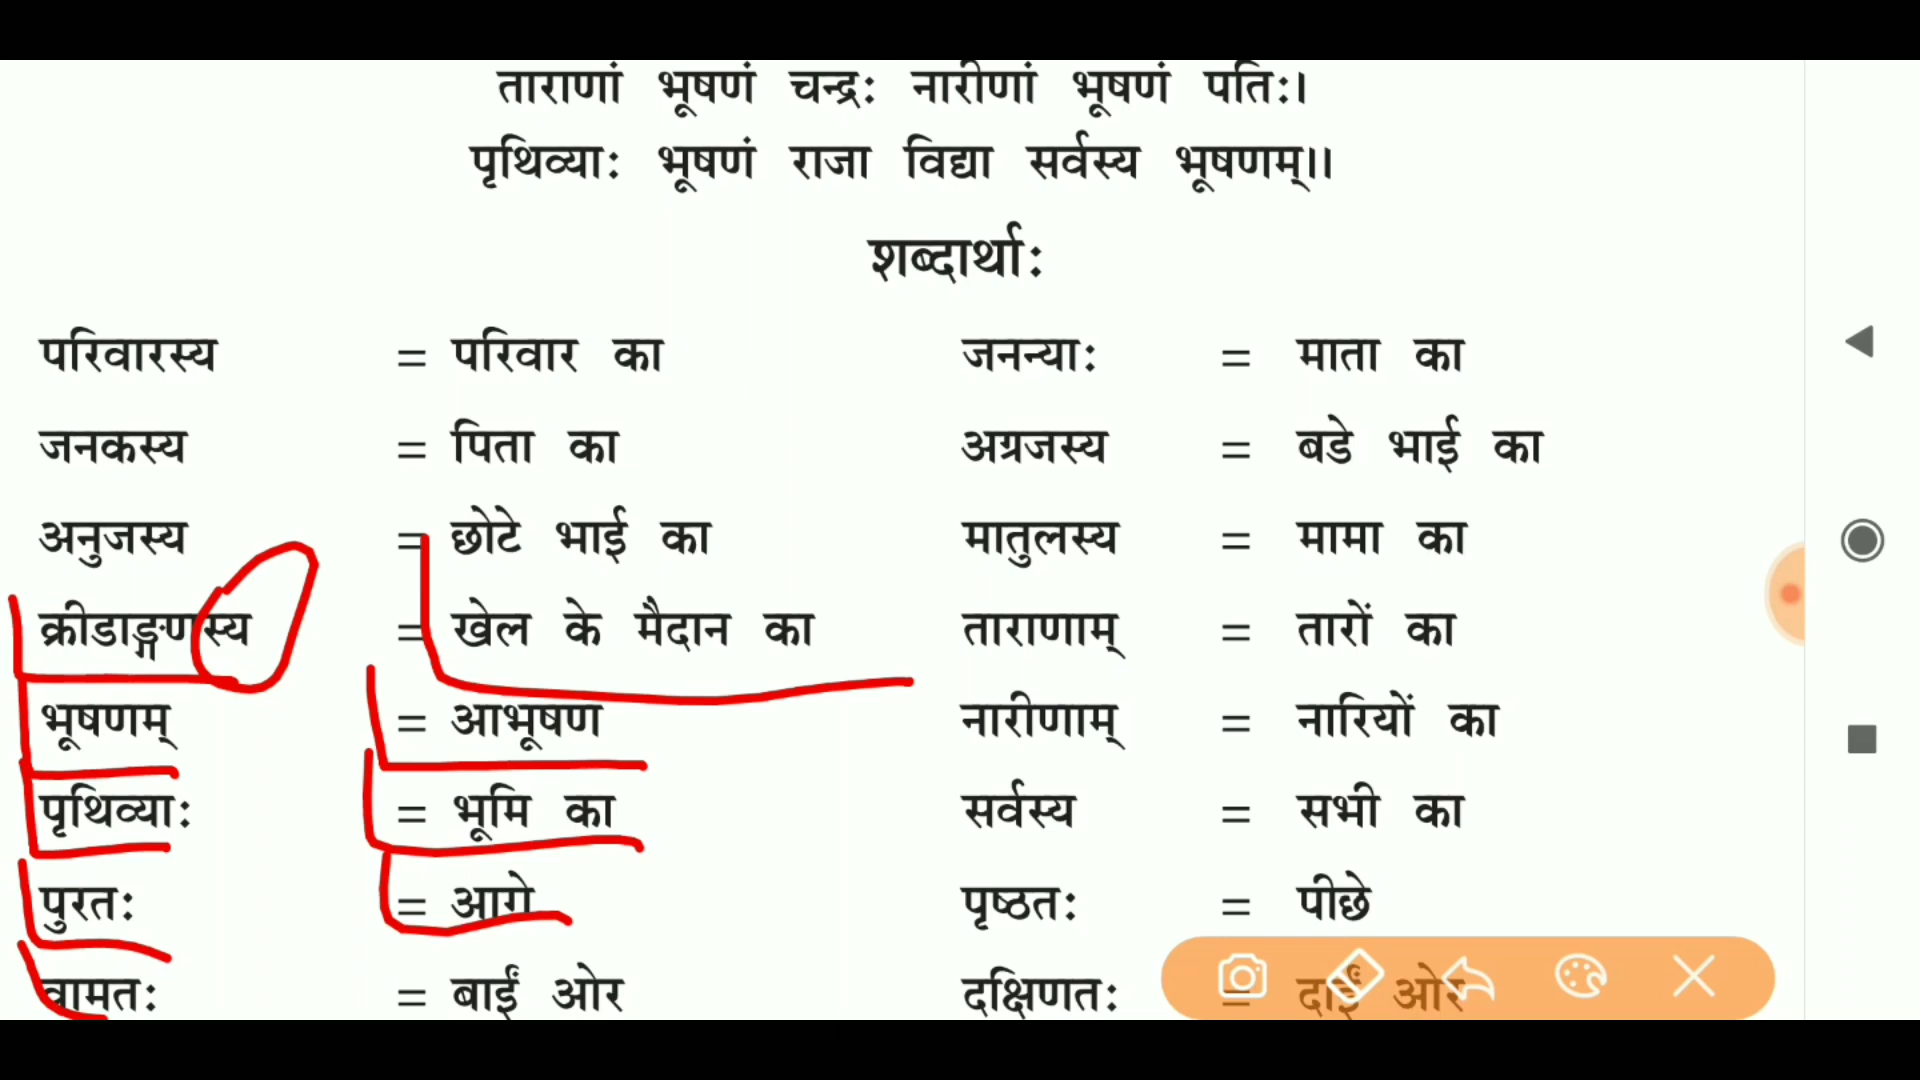 ताराणां भूषणं चन्द्रः नारीणां भूषणं पतिः।
पृथिव्याः भूषणं राजा विद्या सर्वस्य भूषणम्।।
शब्दार्थाः
परिवारस्य = परिवार का जनन्याः = माता का
जनकस्य = पिता का अग्रजस्य = बडे भाई का
अनुजस्य = छोटे भाई का मातुलस्य = मामा का
क्रीडाङ्गणस्य = खेल के मैदान का ताराणाम् = तारों का
भूषणम् = आभूषण नारीणाम् = नारियों का
पृथिव्याः = भूमि का सर्वस्य = सभी का
पुरतः = आगे पृष्ठतः = पीछे
वामतः = बाईं ओर दक्षिणतः = दाईं ओर